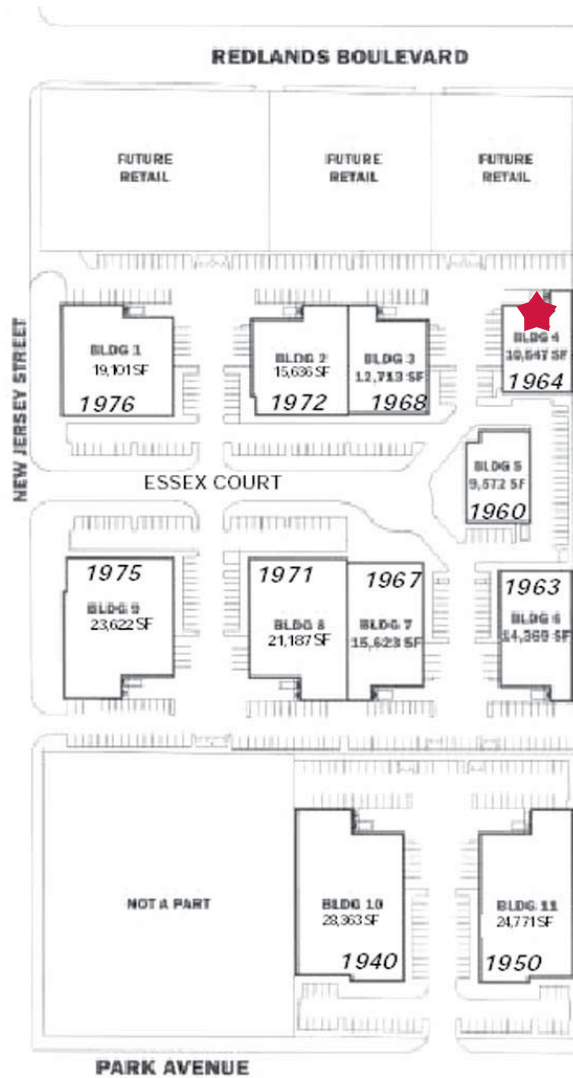 REDLANDS BOULEVARD
FUTURE
RETAIL
FUTURE
RETAIL
FUTURE
RETAIL
NEW JERSEY STREET
BLDG 1
19,101 SF
1976
BLDG 2
15,636 SF
1972
BLDG 3
12,713 SF
1968
BLDG 4
SF
1964
ESSEX COURT
BLDG 5
9,572 SF
1960
1975
BLDG 9
23,622 SF
1971
BLDG 8
21,187 SF
1967
BLDG 7
15,623 SF
1963
BLDG 6
14,369 SF
NOT A PART
BLDG 10
28,363 SF
1940
BLDG 11
24,771 SF
1950
PARK AVENUE